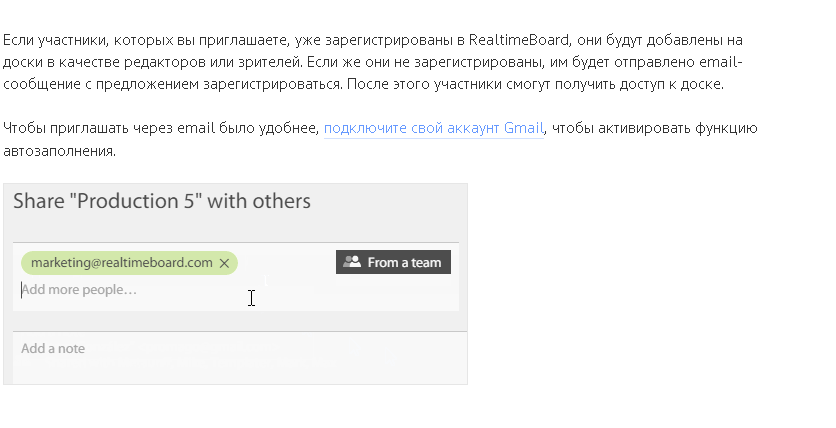 Если участники, которых вы приглашаете, уже зарегистрированы в RealtimeBoard, они будут добавлены на
доски в качестве редакторов или зрителей. Если же они не зарегистрированы, им будет отправлено email-
сообщение с предложением зарегистрироваться. После этого участники смогут получить доступ к доске.
Чтобы приглашать через email было удобнее, подключите свой аккаунт Gmail, чтобы активировать функцию
автозаполнения.
Share "Production 5" with others
marketing@realtimeboard.com
From a team
Add more people...
Add a note